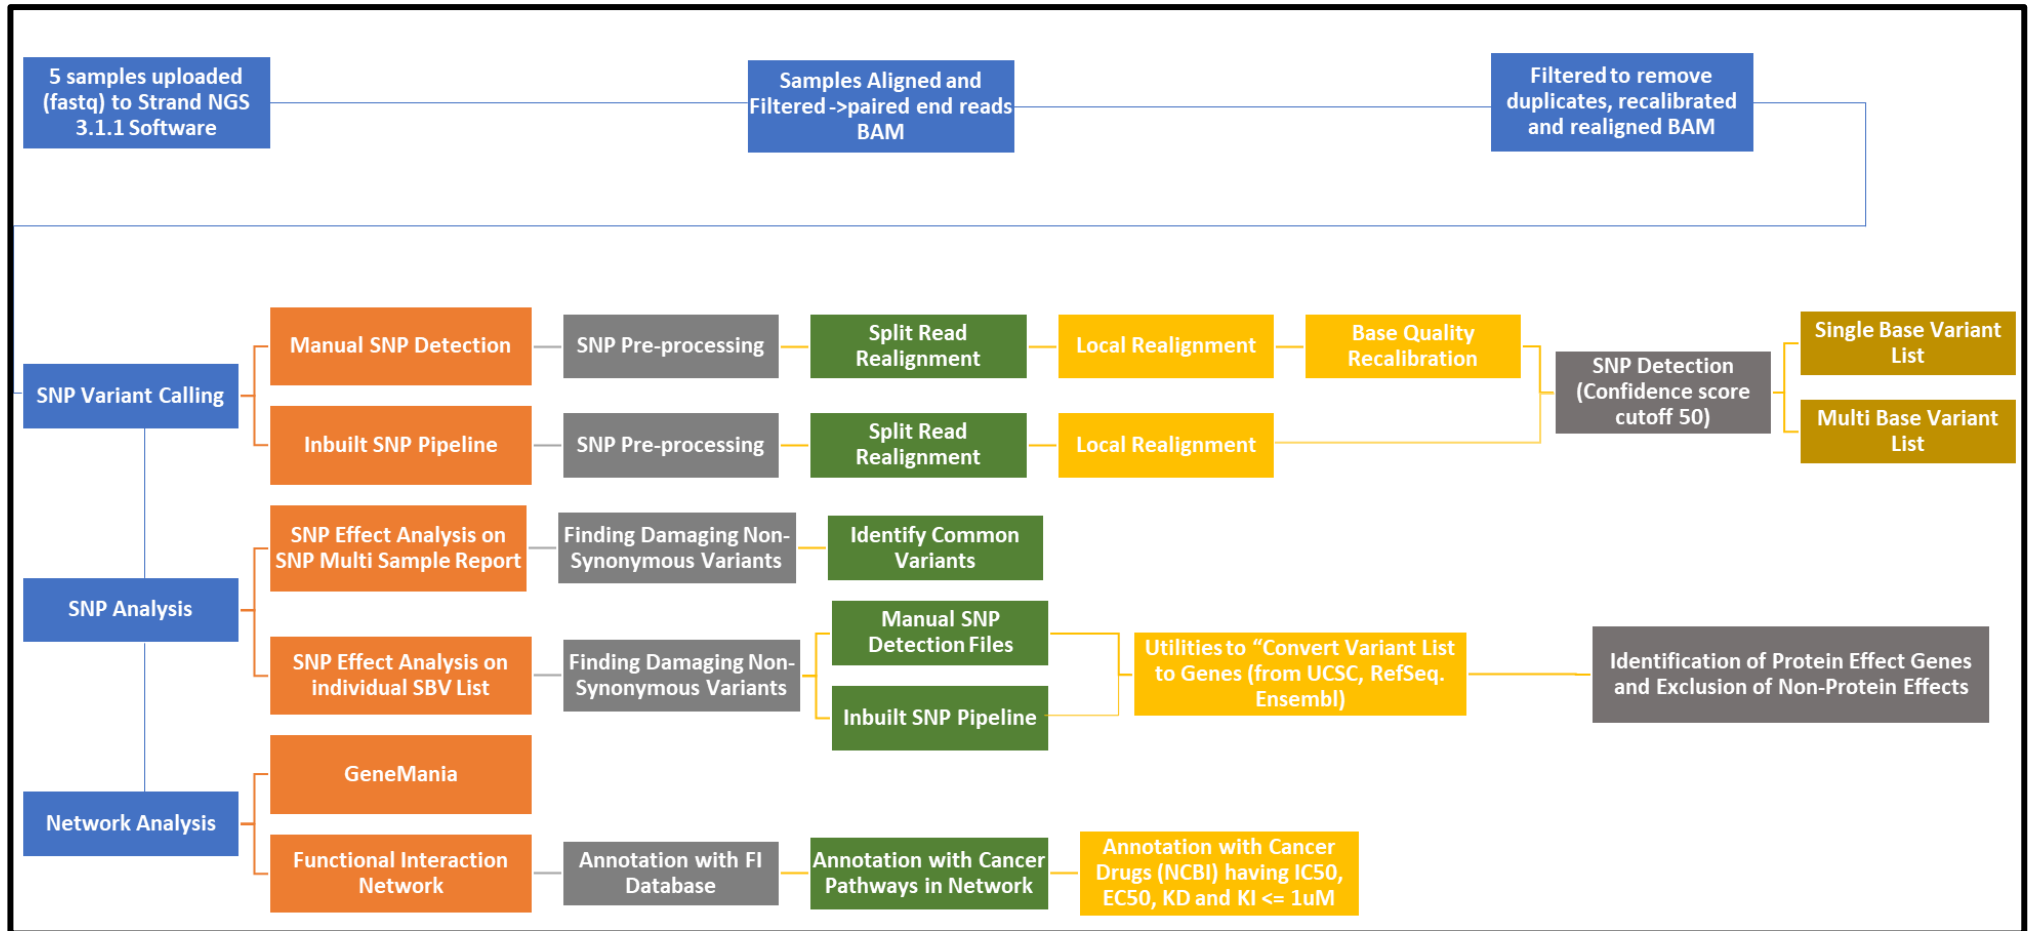 5 samples uploaded
(fastq) to Strand NGS
3.1.1 Software
Samples Aligned and
Filtered ->paired end reads
BAM
Filtered to remove
duplicates, recalibrated
and realigned BAM
SNP Variant Calling
Manual SNP Detection
SNP Pre-processing
Split Read
Realignment
Local Realignment
Base Quality
Recalibration
Inbuilt SNP Pipeline
SNP Pre-processing
Split Read
Realignment
Local Realignment
SNP Detection
(Confidence score
cutoff 50)
Single Base Variant
List
Multi Base Variant
List
SNP Analysis
SNP Effect Analysis on
SNP Multi Sample Report
Finding Damaging Non-
Synonymous Variants
Identify Common
Variants
SNP Effect Analysis on
individual SBV List
Finding Damaging Non-
Synonymous Variants
Manual SNP
Detection Files
Inbuilt SNP Pipeline
Utilities to “Convert Variant List
to Genes (from UCSC, RefSeq.
Ensembl)
Identification of Protein Effect Genes
and Exclusion of Non-Protein Effects
Network Analysis
GeneMania
Functional Interaction
Network
Annotation with FI
Database
Annotation with Cancer
Pathways in Network
Annotation with Cancer
Drugs (NCBI) having IC50,
EC50, KD and KI <= 1uM